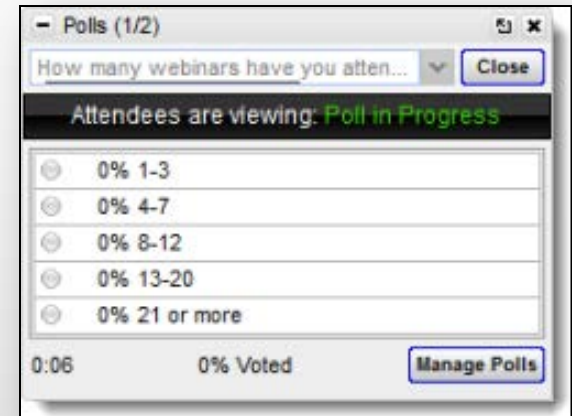 Polls (1/2)
How many webinars have you atten... Close
Attendees are viewing: Poll in Progress
0% 1-3
0% 4-7
0% 8-12
0% 13-20
0% 21 or more
0:06 0% Voted Manage Polls